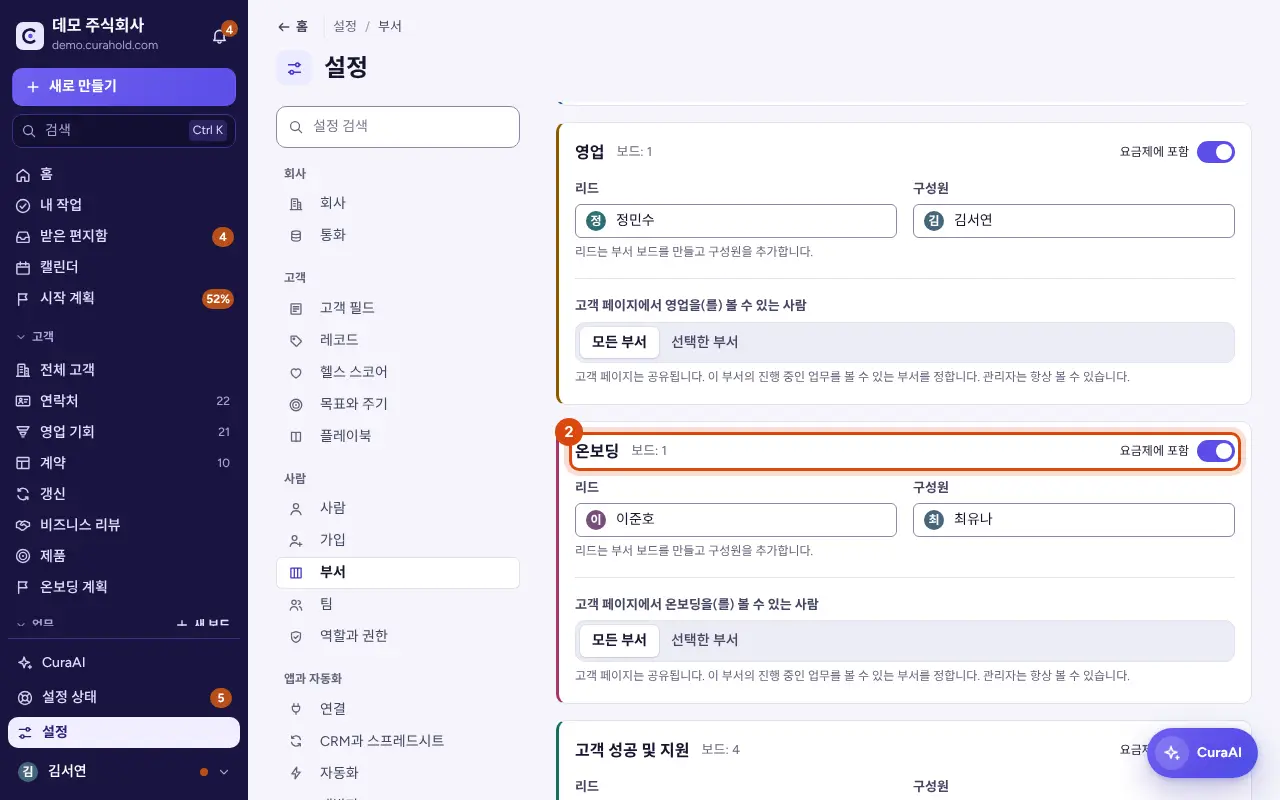 데모 주식회사
demo.curahold.com
4
새로 만들기
검색
Ctrl K
홈
내 작업
받은 편지함
4
캘린더
시작 계획
52%
고객
전체 고객
연락처
22
영업 기회
21
계약
10
갱신
비즈니스 리뷰
제품
온보딩 계획
업무
새 보드
CuraAI
설정 상태
5
설정
김
김서연
홈
설정 / 부서
설정
설정 검색
회사
회사
통화
고객
고객 필드
레코드
헬스 스코어
목표와 주기
플레이북
사람
사람
가입
부서
팀
역할과 권한
앱과 자동화
연결
CRM과 스프레드시트
자동화
영업
보드: 1
요금제에 포함
리드
구성원
정
정민수
김
김서연
리드는 부서 보드를 만들고 구성원을 추가합니다.
고객 페이지에서 영업을(를) 볼 수 있는 사람
모든 부서
선택한 부서
고객 페이지는 공유됩니다. 이 부서의 진행 중인 업무를 볼 수 있는 부서를 정합니다. 관리자는 항상 볼 수 있습니다.
2
온보딩
보드: 1
요금제에 포함
리드
구성원
이
이준호
최
최유나
리드는 부서 보드를 만들고 구성원을 추가합니다.
고객 페이지에서 온보딩을(를) 볼 수 있는 사람
모든 부서
선택한 부서
고객 페이지는 공유됩니다. 이 부서의 진행 중인 업무를 볼 수 있는 부서를 정합니다. 관리자는 항상 볼 수 있습니다.
고객 성공 및 지원
보드: 4
리드
구성원
CuraAI